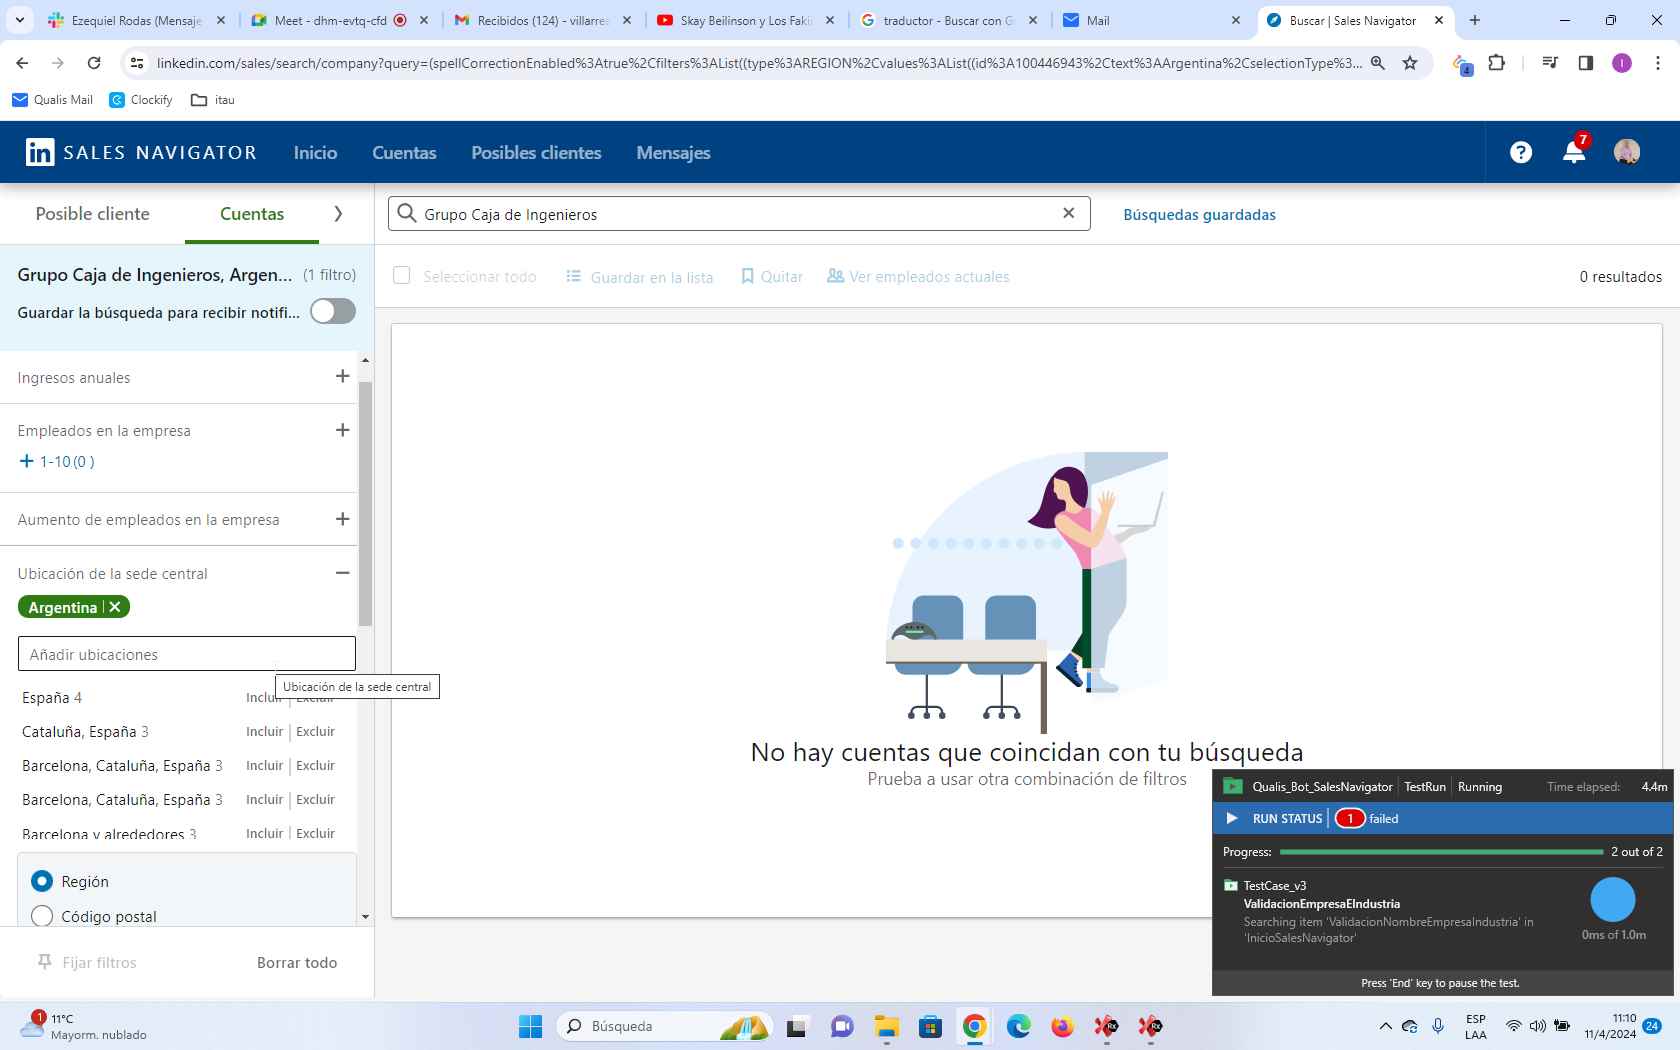 Ezequiel Rodas (Mensaje
Meet - dhm-evtq-cfd
Recibidos (124) - villarrea
Skay Beilinson y Los Faki
traductor - Buscar con G
Mail
Buscar | Sales Navigator
linkedin.com/sales/search/company?query=(spellCorrectionEnabled%3Atrue%2Cfilters%3AList((type%3AREGION%2Cvalues%3AList((id%3A100446943%2Ctext%3AArgentina%2CselectionType%3...
4
I
Qualis Mail
Clockify
itau
in SALES NAVIGATOR
Inicio
Cuentas
Posibles clientes
Mensajes
?
7
Posible cliente
Cuentas
Grupo Caja de Ingenieros
Búsquedas guardadas
Grupo Caja de Ingenieros, Argen... (1 filtro)
Guardar la búsqueda para recibir notifi...
Seleccionar todo
Guardar en la lista
Quitar
Ver empleados actuales
0 resultados
Ingresos anuales
Empleados en la empresa
1-10 (0 )
Aumento de empleados en la empresa
Ubicación de la sede central
Argentina
Añadir ubicaciones
Ubicación de la sede central
España 4 Incluir Excluir
Cataluña, España 3 Incluir Excluir
Barcelona, Cataluña, España 3 Incluir Excluir
Barcelona, Cataluña, España 3 Incluir Excluir
Barcelona y alrededores 3 Incluir Excluir
Región
Código postal
Fijar filtros
Borrar todo
No hay cuentas que coincidan con tu búsqueda
Prueba a usar otra combinación de filtros
Qualis_Bot_SalesNavigator TestRun Running Time elapsed: 4.4m
RUN STATUS 1 failed
Progress: 2 out of 2
TestCase_v3
ValidacionEmpresaEIndustria
Searching item 'ValidacionNombreEmpresaIndustria' in
'InicioSalesNavigator'
0ms of 1.0m
Press 'End' key to pause the test.
1
11°C
Mayorm. nublado
Búsqueda
Rx
Rx
ESP
LAA
11:10
11/4/2024
24